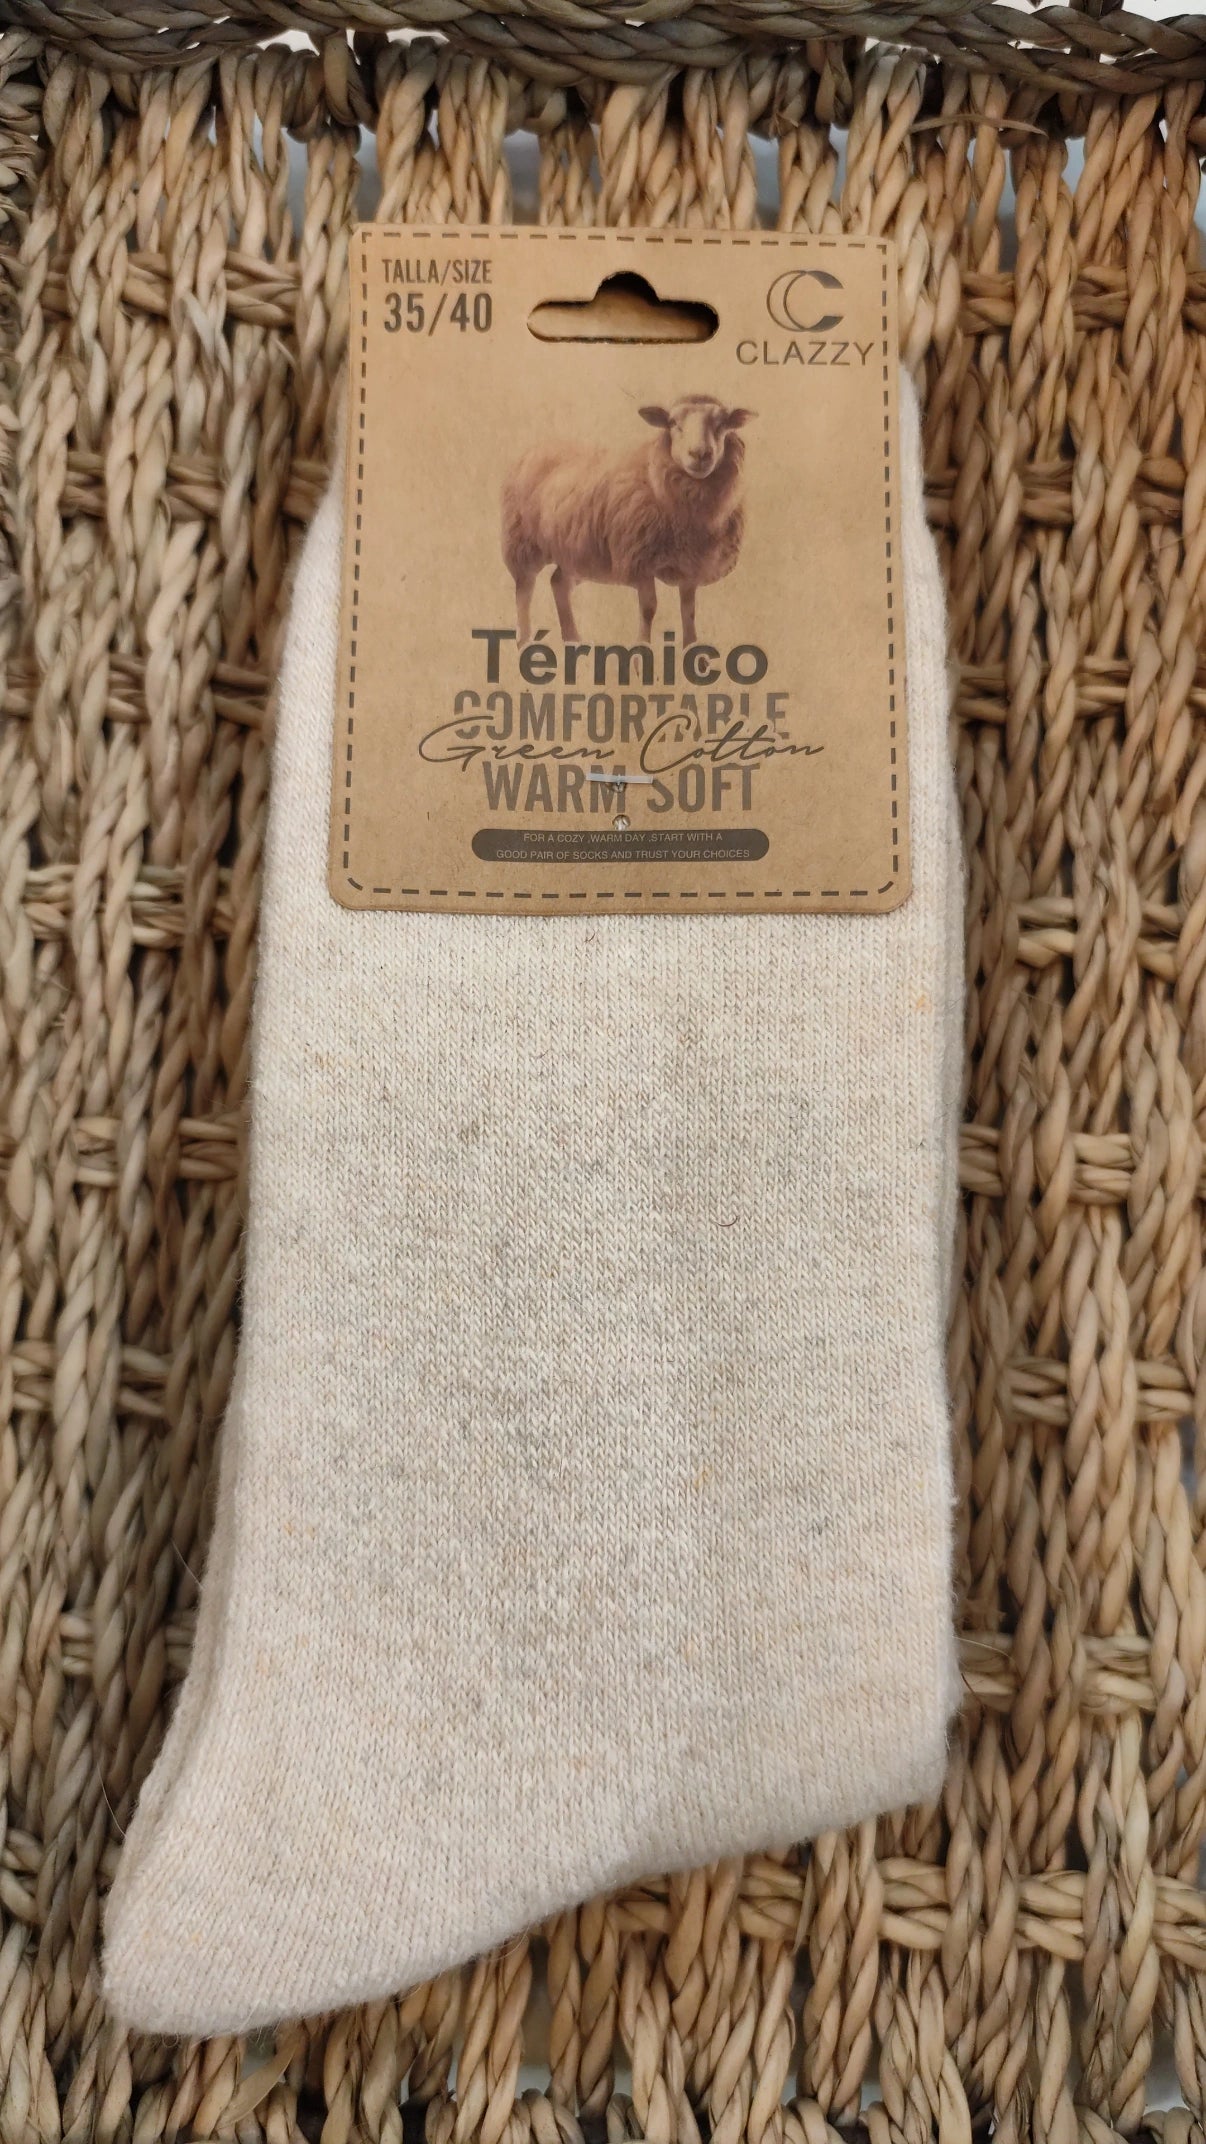 TALLA/SIZE
35/40
CLAZZY
Térmico
COMFORTABLE
Green Cotton
WARM SOFT
FOR A COZY ,WARM DAY ,START WITH A
GOOD PAIR OF SOCKS AND TRUST YOUR CHOICES